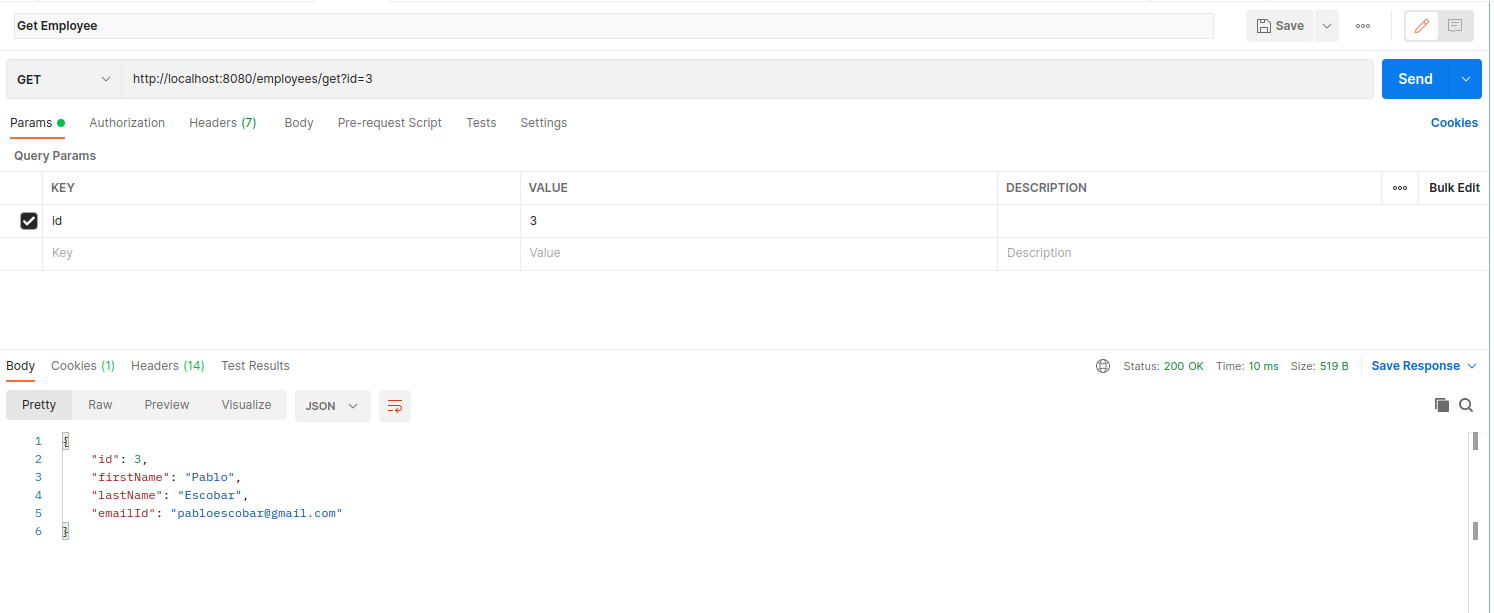 Get Employee Save
GET http://localhost:8080/employees/get?id=3 Send
Params Authorization Headers (7) Body Pre-request Script Tests Settings Cookies
Query Params
KEY VALUE DESCRIPTION Bulk Edit
id 3
Key Value Description
Body Cookies (1) Headers (14) Test Results Status: 200 OK Time: 10 ms Size: 519 B Save Response
Pretty Raw Preview Visualize JSON
1 {
2 "id": 3,
3 "firstName": "Pablo",
4 "lastName": "Escobar",
5 "emailId": "pabloescobar@gmail.com"
6 }